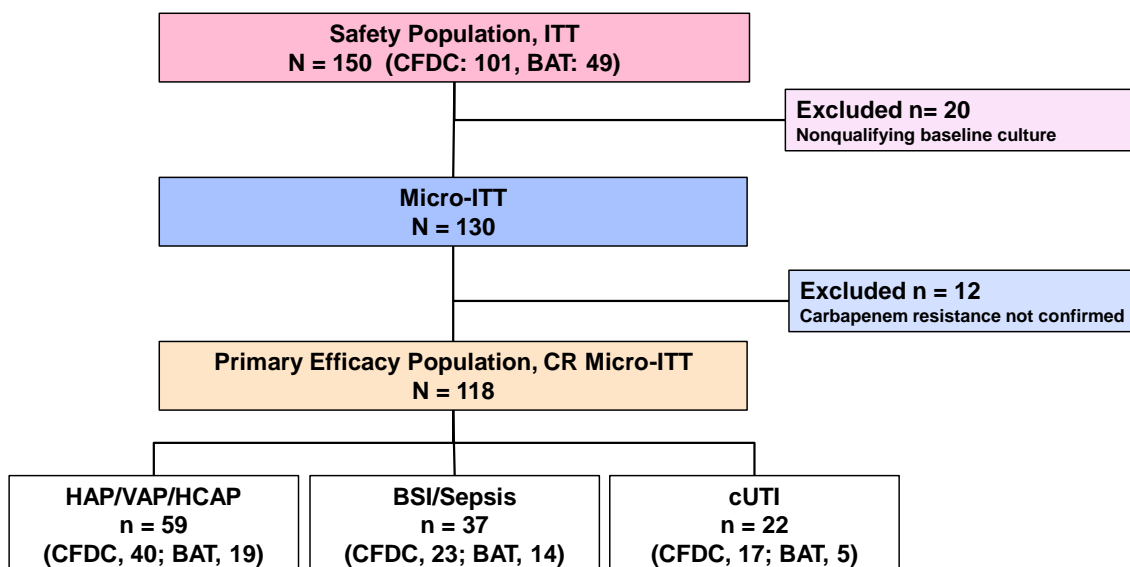 Safety Population, ITT
N = 150 (CFDC: 101, BAT: 49)
Excluded n= 20
Nonqualifying baseline culture
Micro-ITT
N = 130
Excluded n = 12
Carbapenem resistance not confirmed
Primary Efficacy Population, CR Micro-ITT
N = 118
HAP/VAP/HCAP
n = 59
(CFDC, 40; BAT, 19)
BSI/Sepsis
n = 37
(CFDC, 23; BAT, 14)
cUTI
n = 22
(CFDC, 17; BAT, 5)